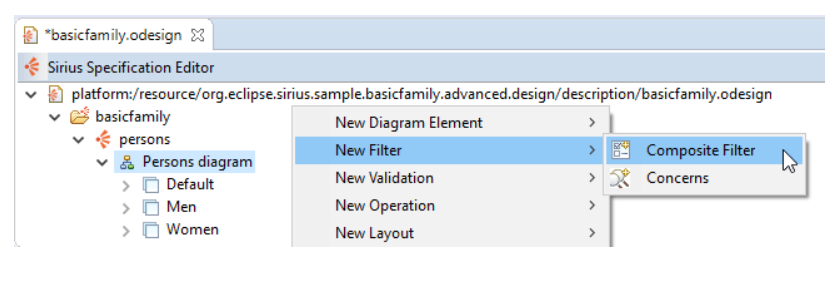 *basicfamily.odesign
Sirius Specification Editor
platform:/resource/org.eclipse.sirius.sample.basicfamily.advanced.design/description/basicfamily.odesign
basicfamily
persons
Persons diagram
Default
Men
Women
New Diagram Element
New Filter
New Validation
New Operation
New Layout
Composite Filter
Concerns